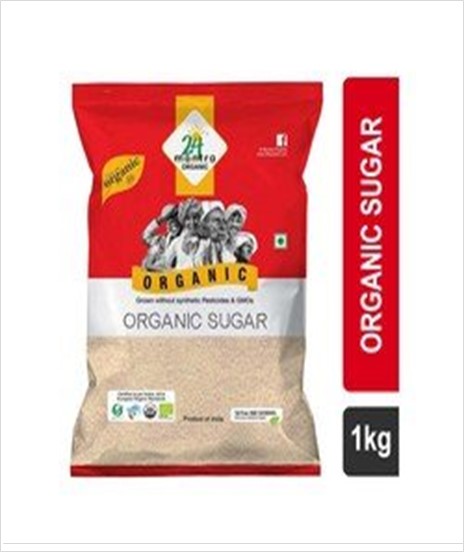 24
mantra
ORGANIC
organic
ORGANIC
Grown without synthetic Pesticides & GMOs
ORGANIC SUGAR
Product of India
ORGANIC SUGAR
1kg